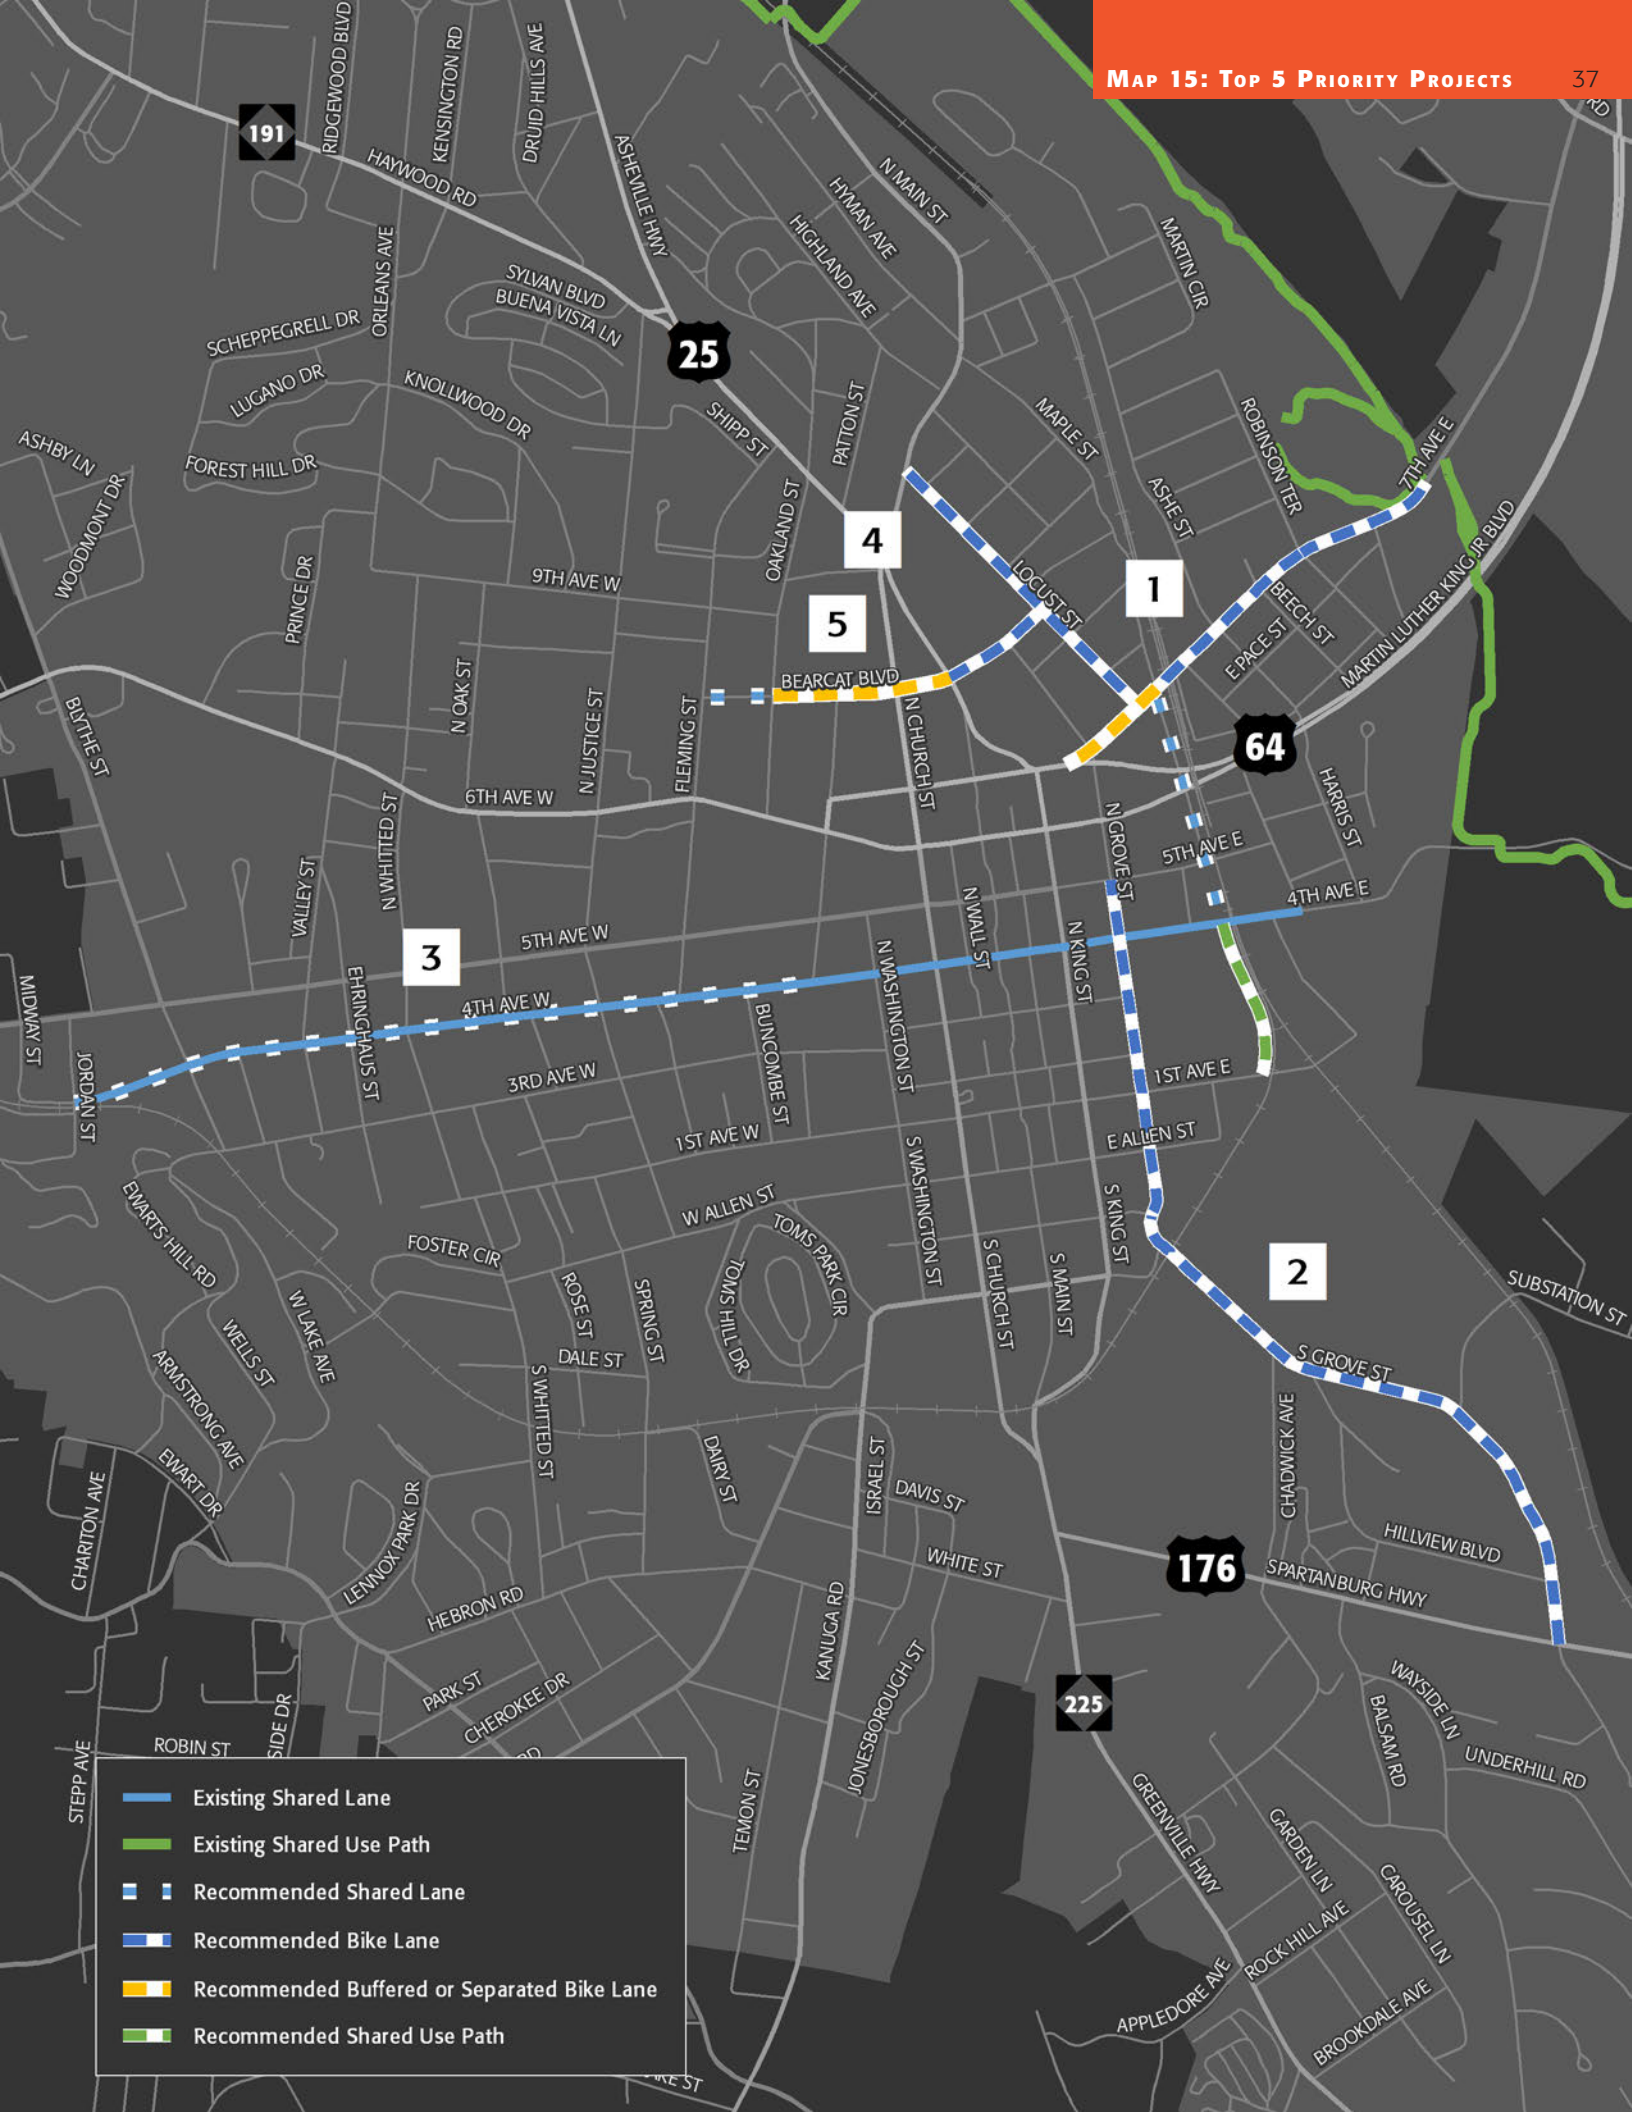 Map 15: Top 5 Priority Projects 37
RD
191
RIDGEWOOD BLVD
KENSINGTON RD
DRUID HILLS AVE
HAYWOOD RD
ASHEVILLE HWY
N MAIN ST
HYMAN AVE
HIGHLAND AVE
MARTIN CIR
ORLEANS AVE
SYLVAN BLVD
BUENA VISTA LN
SCHEPPEGRELL DR
25
LUGANO DR
KNOLLWOOD DR
SHIPP ST
PATTON ST
MAPLE ST
ROBINSON TER
7TH AVE E
ASHBY LN
FOREST HILL DR
WOODMONT DR
OAKLAND ST
ASHE ST
4
MARTIN LUTHER KING JR BLVD
PRINCE DR
9TH AVE W
LOCUST ST
1
BEECH ST
E PACE ST
5
BEARCAT BLVD
BLYTHE ST
N OAK ST
N JUSTICE ST
FLEMING ST
N CHURCH ST
64
6TH AVE W
N WHITTED ST
N GROVE ST
HARRIS ST
5TH AVE E
VALLEY ST
4TH AVE E
N WALL ST
N KING ST
5TH AVE W
3
N WASHINGTON ST
MIDWAY ST
EHRINGHAUS ST
4TH AVE W
BUNCOMBE ST
JORDAN ST
3RD AVE W
1ST AVE E
1ST AVE W
E ALLEN ST
S WASHINGTON ST
EWARTS HILL RD
W ALLEN ST
S KING ST
FOSTER CIR
TOMS PARK CIR
TOMS HILL DR
S CHURCH ST
S MAIN ST
2
SUBSTATION ST
W LAKE AVE
ROSE ST
SPRING ST
WELLS ST
ARMSTRONG AVE
DALE ST
S GROVE ST
S WHITTED ST
CHADWICK AVE
EWART DR
DAIRY ST
ISRAEL ST
DAVIS ST
CHARITON AVE
LENNOX PARK DR
WHITE ST
176
HILLVIEW BLVD
SPARTANBURG HWY
HEBRON RD
KANUGA RD
JONESBOROUGH ST
PARK ST
CHEROKEE DR
225
WAYSIDE LN
BALSAM RD
UNDERHILL RD
SIDE DR
ROBIN ST
RD
STEPP AVE
TEMON ST
GREENVILLE HWY
GARDEN LN
CAROUSEL LN
ROCK HILL AVE
APPLEDORE AVE
BROOKDALE AVE
Existing Shared Lane
Existing Shared Use Path
Recommended Shared Lane
Recommended Bike Lane
Recommended Buffered or Separated Bike Lane
Recommended Shared Use Path